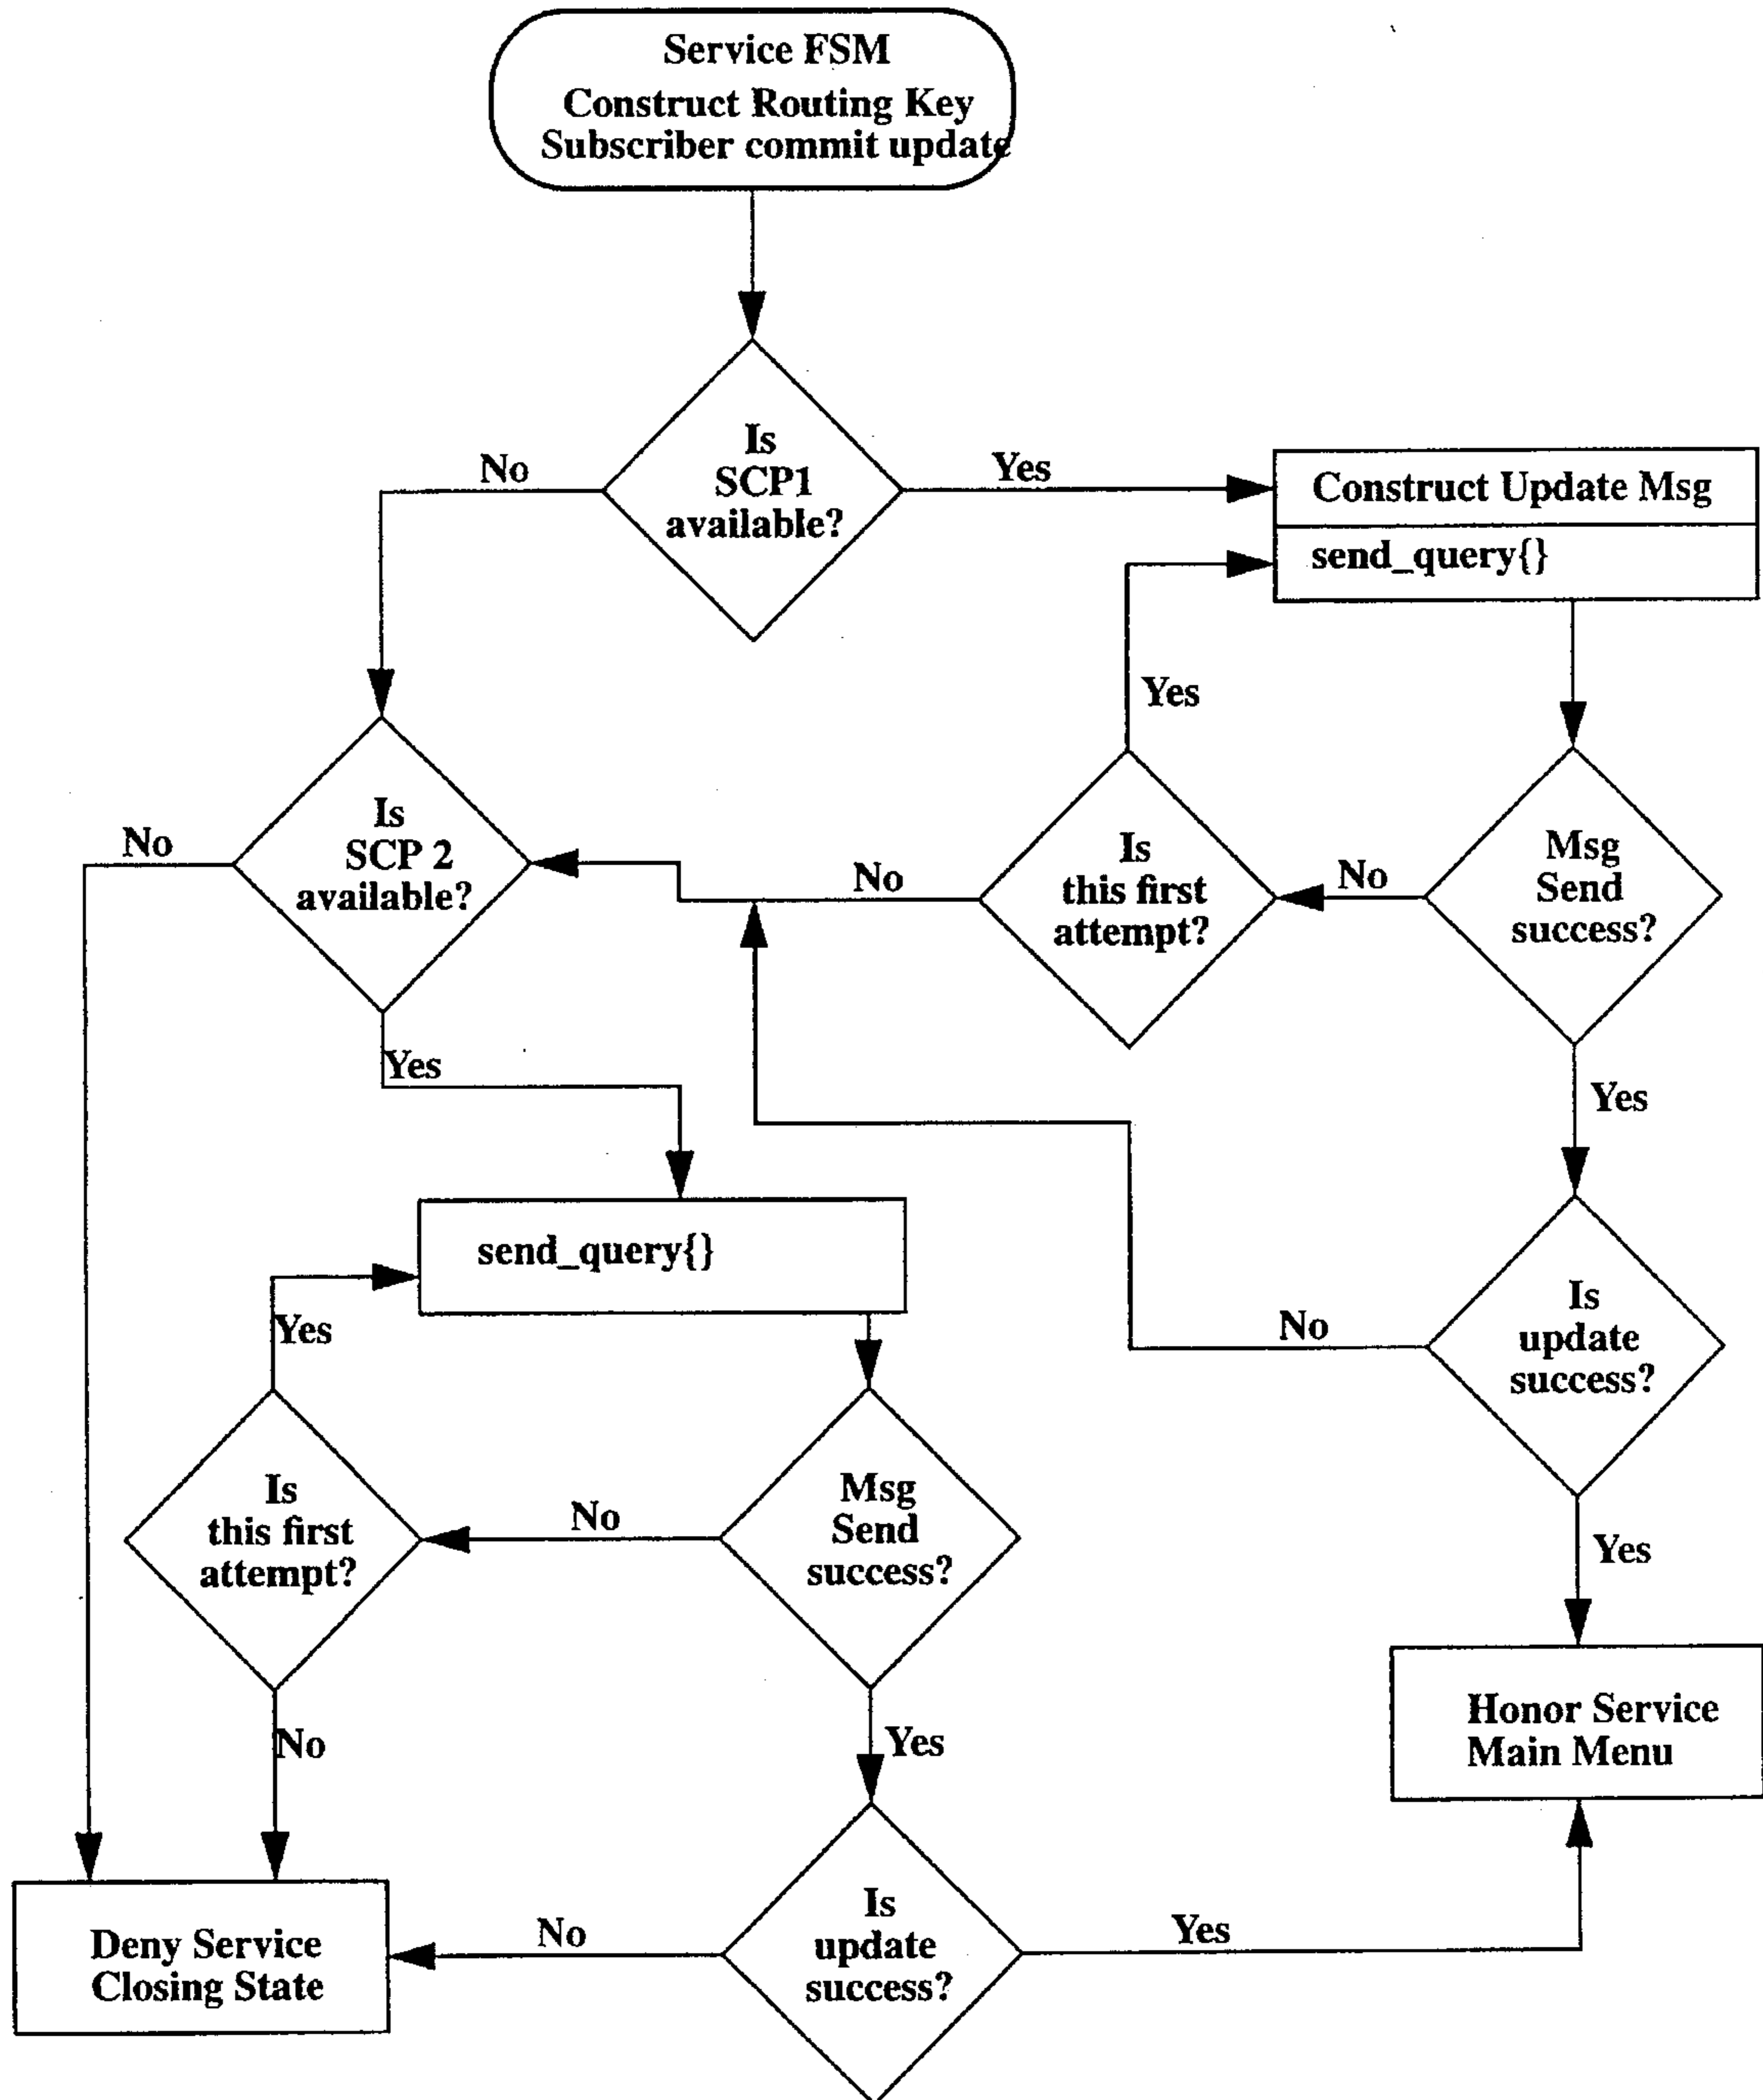 Service FSM
Construct Routing Key
Subscriber commit update
Is
SCP1
available?
No
Yes
Construct Update Msg
send_query{}
Yes
Is
SCP 2
available?
No
Is
this first
attempt?
No
Msg
Send
success?
No
Yes
Yes
send_query{}
Is
update
success?
No
Yes
Is
this first
attempt?
Yes
No
Msg
Send
success?
Yes
No
Yes
Honor Service
Main Menu
Deny Service
Closing State
No
Is
update
success?
Yes